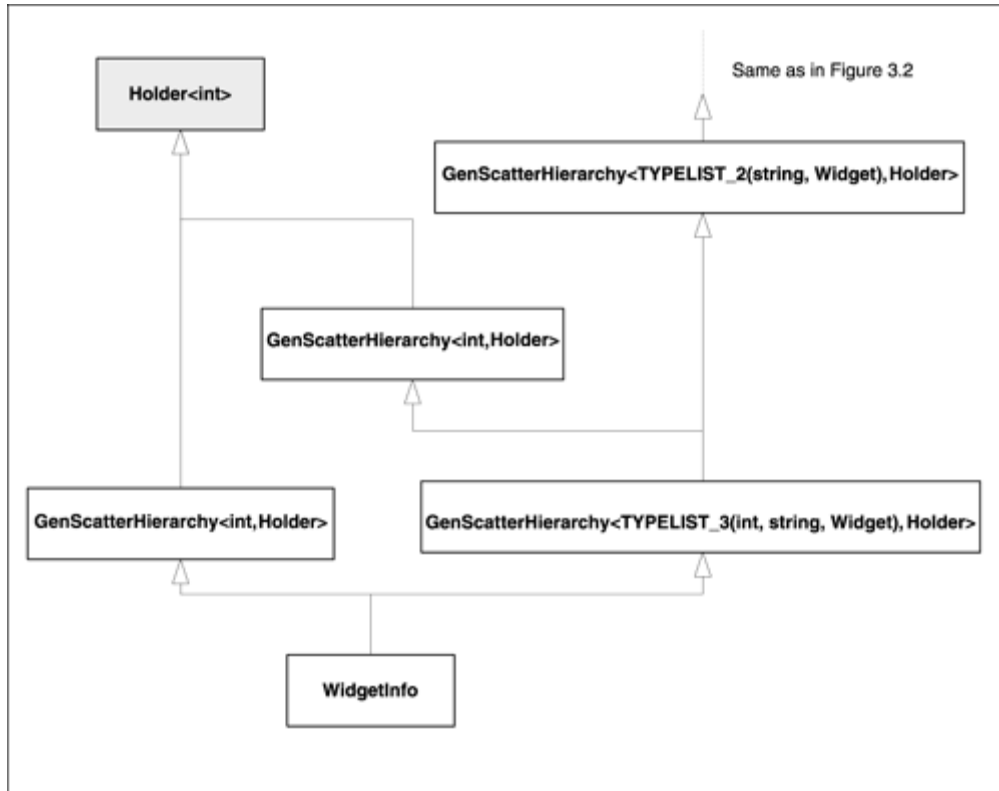 Holder<int>
Same as in Figure 3.2
GenScatterHierarchy<TYPELIST_2(string, Widget),Holder>
GenScatterHierarchy<int,Holder>
GenScatterHierarchy<int,Holder>
GenScatterHierarchy<TYPELIST_3(int, string, Widget),Holder>
WidgetInfo